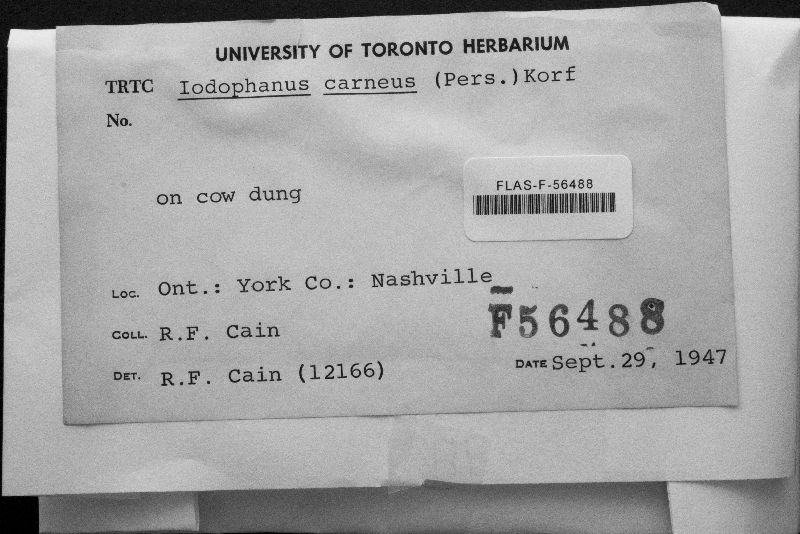 UNIVERSITY OF TORONTO HERBARIUM
TRTC Iodophanus carneus (Pers.) Korf
No.
FLAS-F-56488
on cow dung
LOC. Ont.: York Co.: Nashville
F56488
COLL. R.F. Cain
DATE Sept.29, 1947
DET. R.F. Cain (12166)